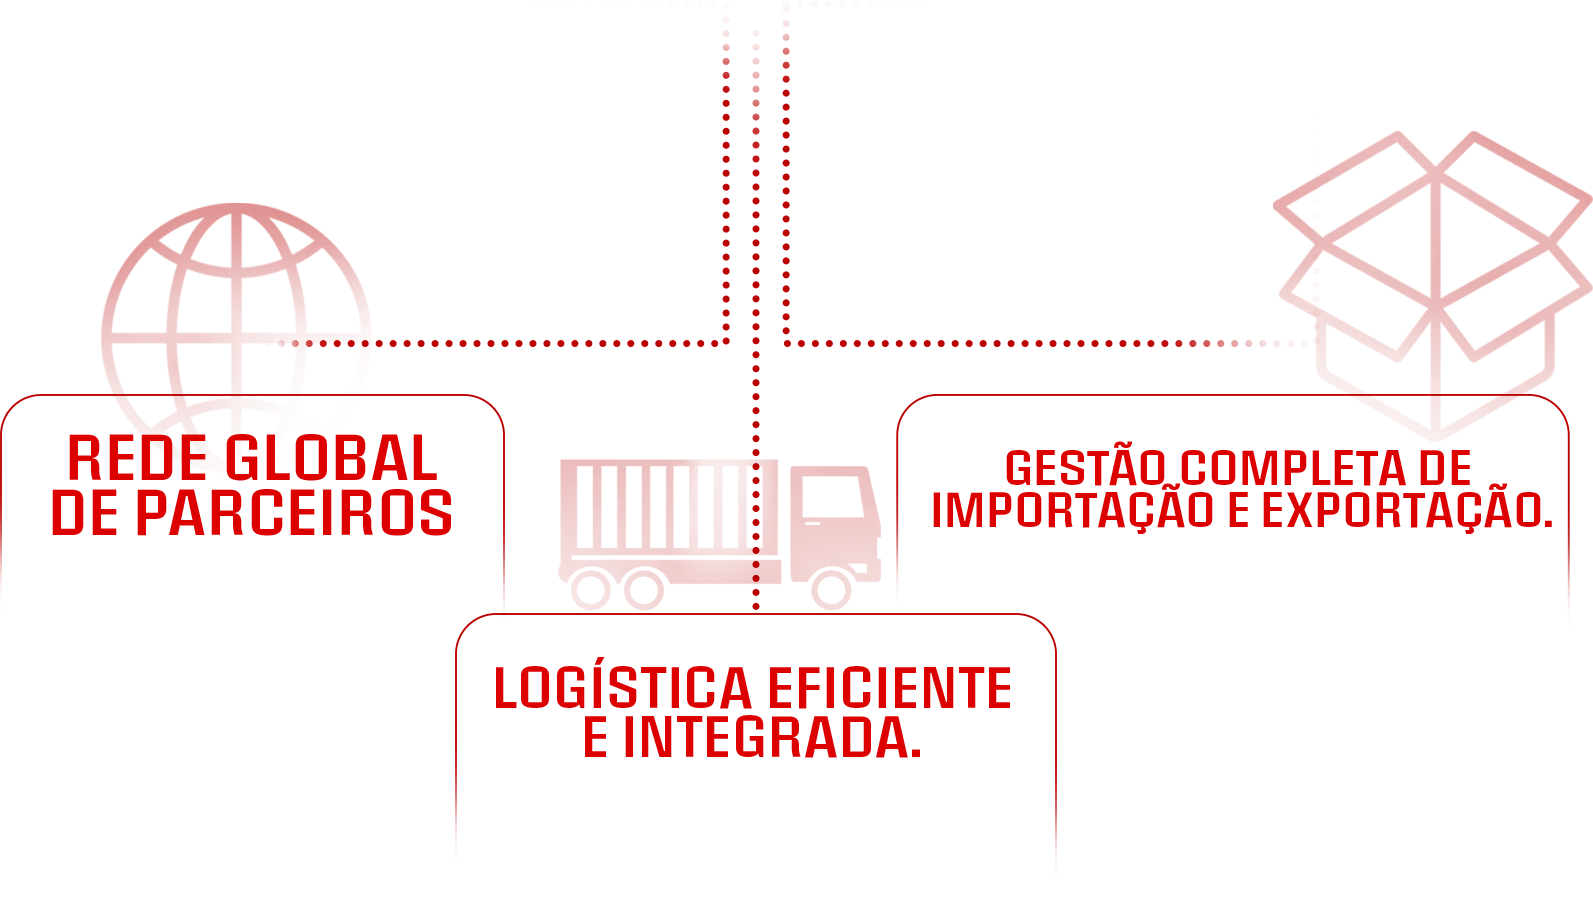 REDE GLOBAL
DE PARCEIROS
GESTÃO COMPLETA DE
IMPORTAÇÃO E EXPORTAÇÃO.
LOGÍSTICA EFICIENTE
E INTEGRADA.